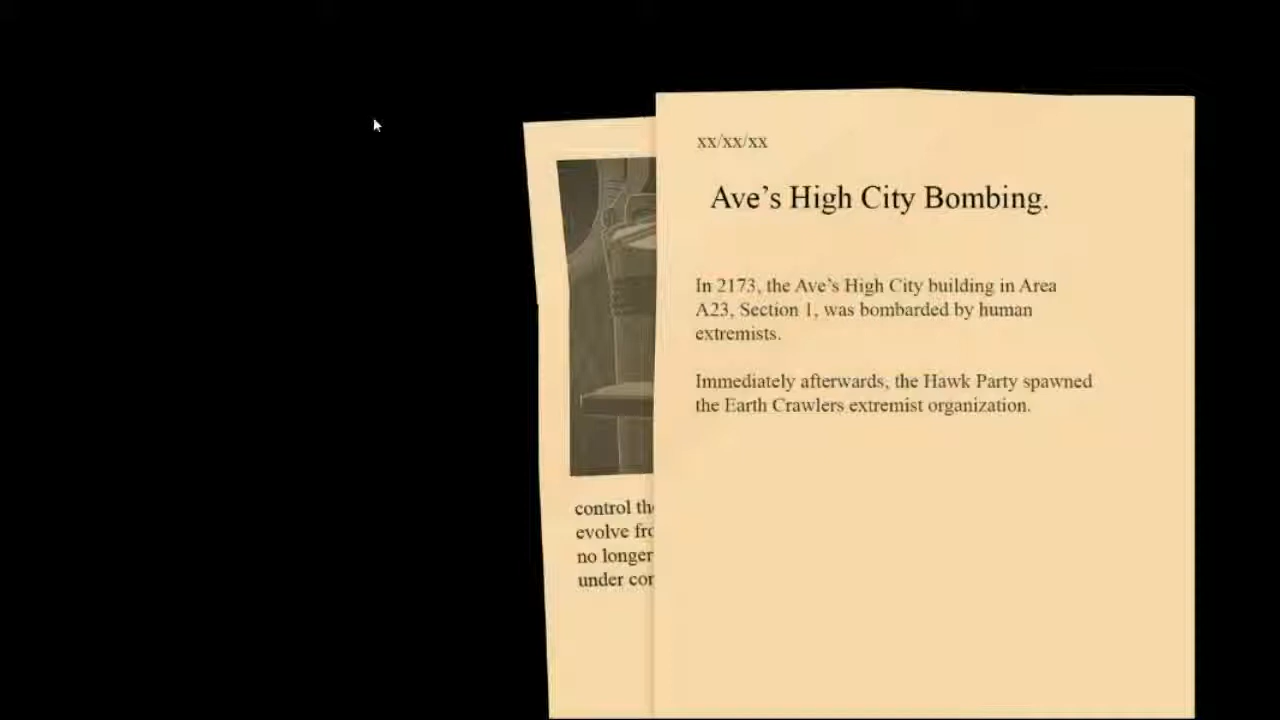 xx/xx/xx
Ave’s High City Bombing.
In 2173, the Ave’s High City building in Area
A23, Section 1, was bombarded by human
extremists.
Immediately afterwards, the Hawk Party spawned
the Earth Crawlers extremist organization.
control
evolve
no longer
under